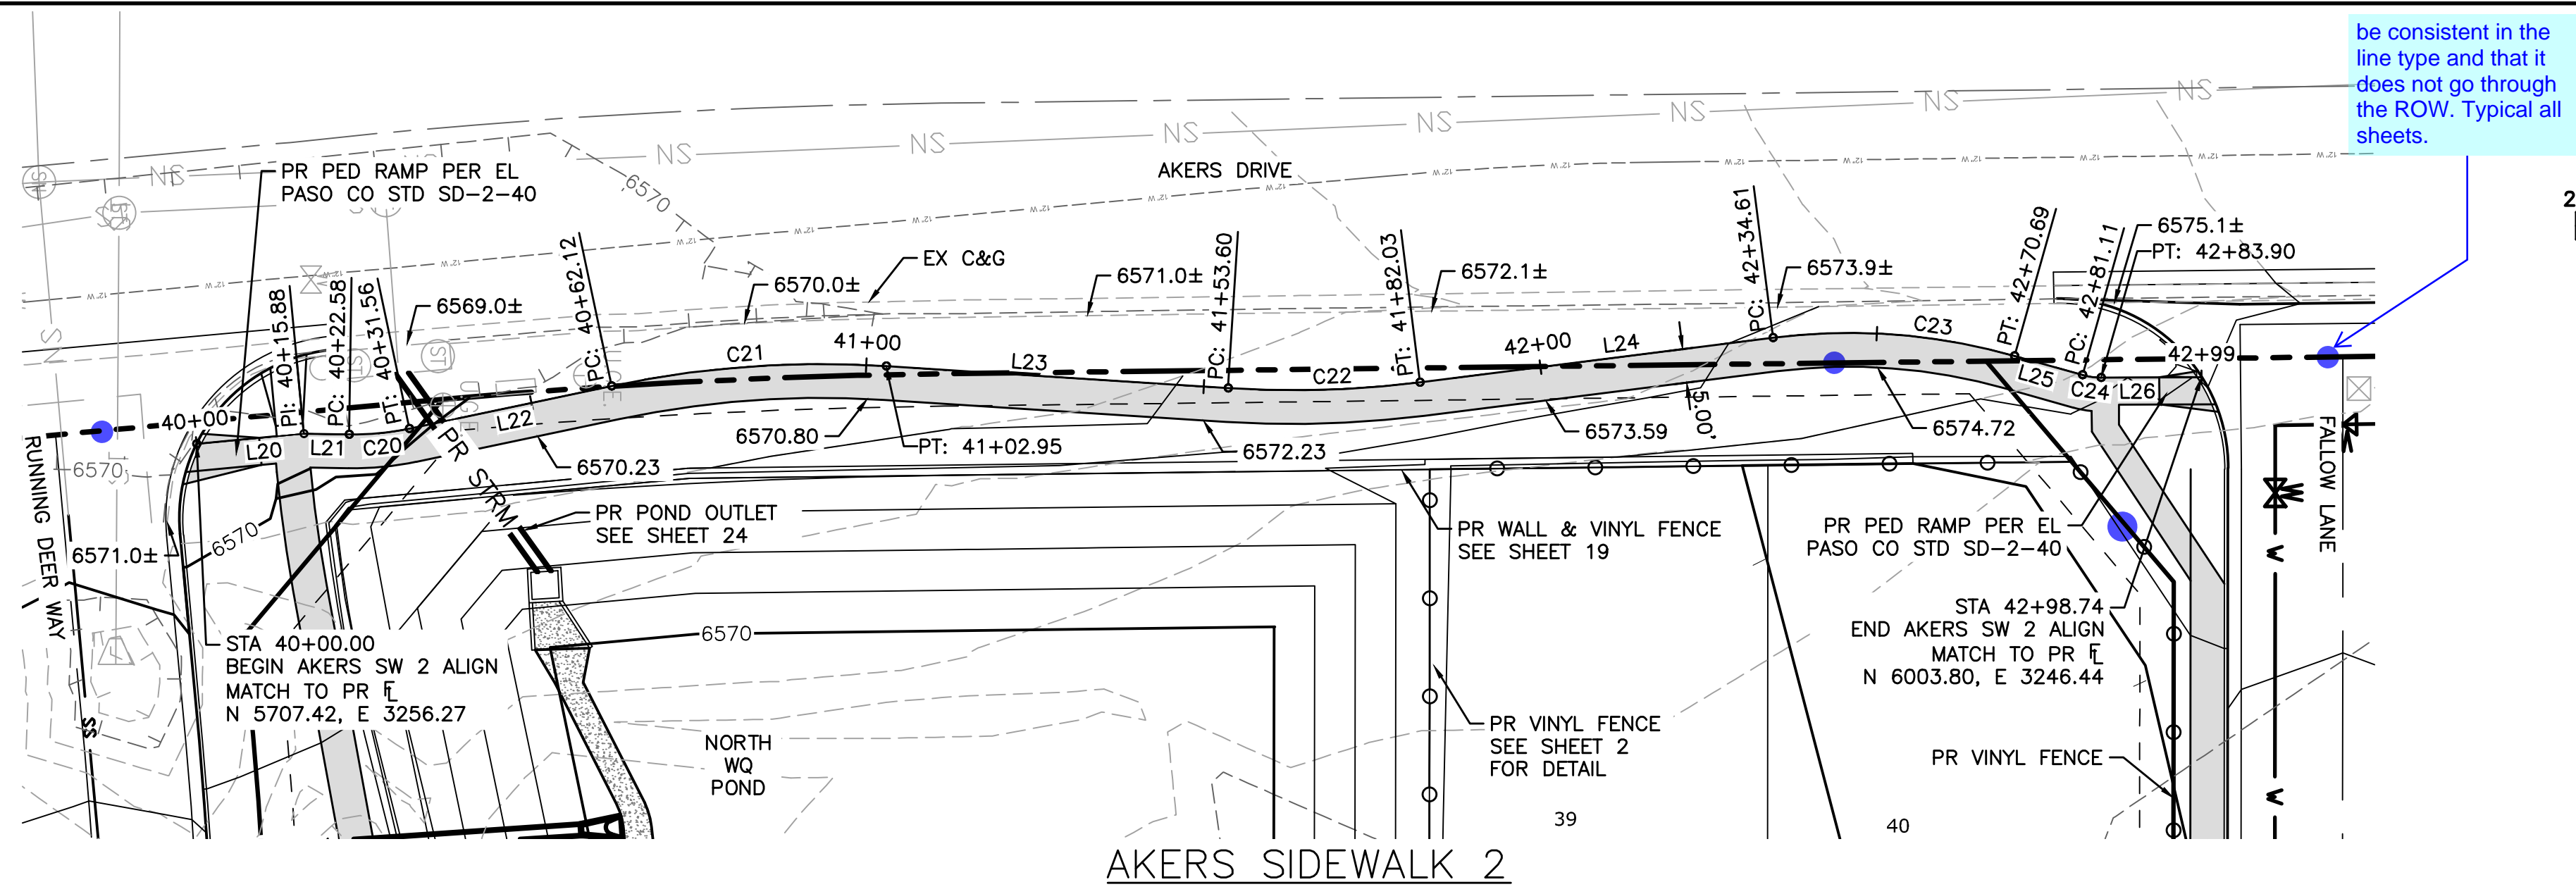 be consistent in the
line type and that it
does not go through
the ROW. Typical all
sheets.
PR PED RAMP PER EL
PASO CO STD SD-2-40
6570
AKERS DRIVE
NS
NS
NS
NS
NS
NS
NS
EX C&G
6569.0±
6570.0±
6571.0±
6572.1±
6573.9±
6575.1±
PT: 42+83.90
PI: 40+15.88
PC: 40+22.58
PT: 40+31.56
PC: 40+62.12
PC: 41+53.60
PT: 41+82.03
PC: 42+34.61
PT: 42+70.69
PC: 42+81.11
40+00
41+00
42+00
42+99
L20
L21
C20
L22
C21
L23
C22
L24
C23
L25
C24
L26
5.00'
6570.23
6570.80
PT: 41+02.95
6572.23
6573.59
6574.72
RUNNING DEER WAY
6570
6571.0±
6570
PR STRM
PR POND OUTLET
SEE SHEET 24
PR WALL & VINYL FENCE
SEE SHEET 19
PR PED RAMP PER EL
PASO CO STD SD-2-40
FALLOW LANE
STA 40+00.00
BEGIN AKERS SW 2 ALIGN
MATCH TO PR FL
N 5707.42, E 3256.27
SS
6570
NORTH
WQ
POND
PR VINYL FENCE
SEE SHEET 2
FOR DETAIL
STA 42+98.74
END AKERS SW 2 ALIGN
MATCH TO PR FL
N 6003.80, E 3246.44
PR VINYL FENCE
W
W
39
40
AKERS SIDEWALK 2